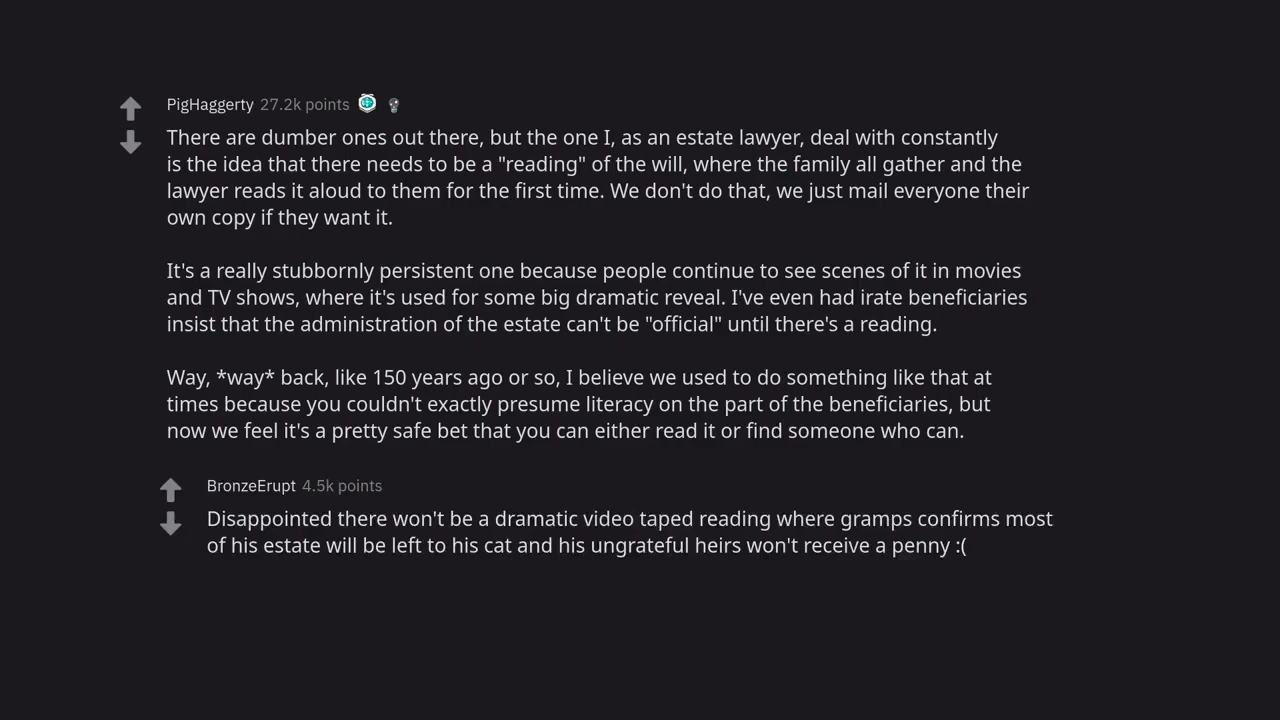 PigHaggerty 27.2k points
There are dumber ones out there, but the one I, as an estate lawyer, deal with constantly
is the idea that there needs to be a "reading" of the will, where the family all gather and the
lawyer reads it aloud to them for the first time. We don't do that, we just mail everyone their
own copy if they want it.
It's a really stubbornly persistent one because people continue to see scenes of it in movies
and TV shows, where it's used for some big dramatic reveal. I've even had irate beneficiaries
insist that the administration of the estate can't be "official" until there's a reading.
Way, *way* back, like 150 years ago or so, I believe we used to do something like that at
times because you couldn't exactly presume literacy on the part of the beneficiaries, but
now we feel it's a pretty safe bet that you can either read it or find someone who can.
BronzeErupt 4.5k points
Disappointed there won't be a dramatic video taped reading where gramps confirms most
of his estate will be left to his cat and his ungrateful heirs won't receive a penny :(